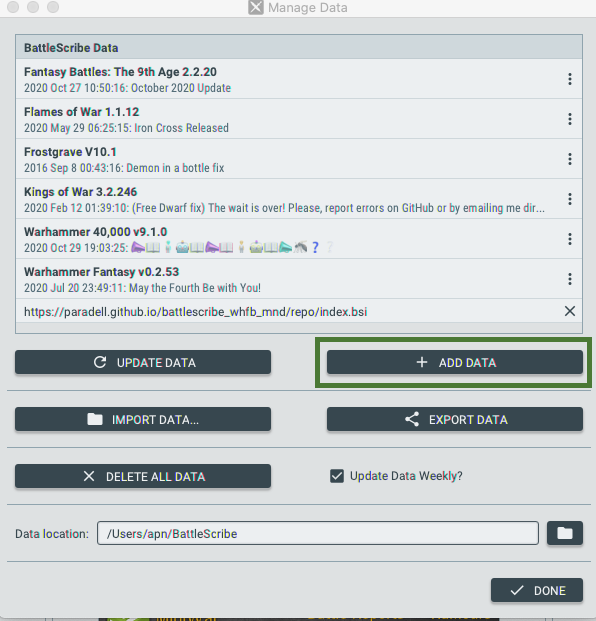 Manage Data
BattleScribe Data
Fantasy Battles: The 9th Age 2.2.20
2020 Oct 27 10:50:16: October 2020 Update
Flames of War 1.1.12
2020 May 29 06:25:15: Iron Cross Released
Frostgrave V10.1
2016 Sep 8 00:43:16: Demon in a bottle fix
Kings of War 3.2.246
2020 Feb 12 01:39:10: (Free Dwarf fix) The wait is over! Please, report errors on GitHub or by emailing me dir...
Warhammer 40,000 v9.1.0
2020 Oct 29 19:03:25: ?
Warhammer Fantasy v0.2.53
2020 Jul 20 23:49:11: May the Fourth Be with You!
https://paradell.github.io/battlescribe_whfb_mnd/repo/index.bsi
UPDATE DATA
ADD DATA
IMPORT DATA...
EXPORT DATA
DELETE ALL DATA
Update Data Weekly?
Data location: /Users/apn/BattleScribe
DONE